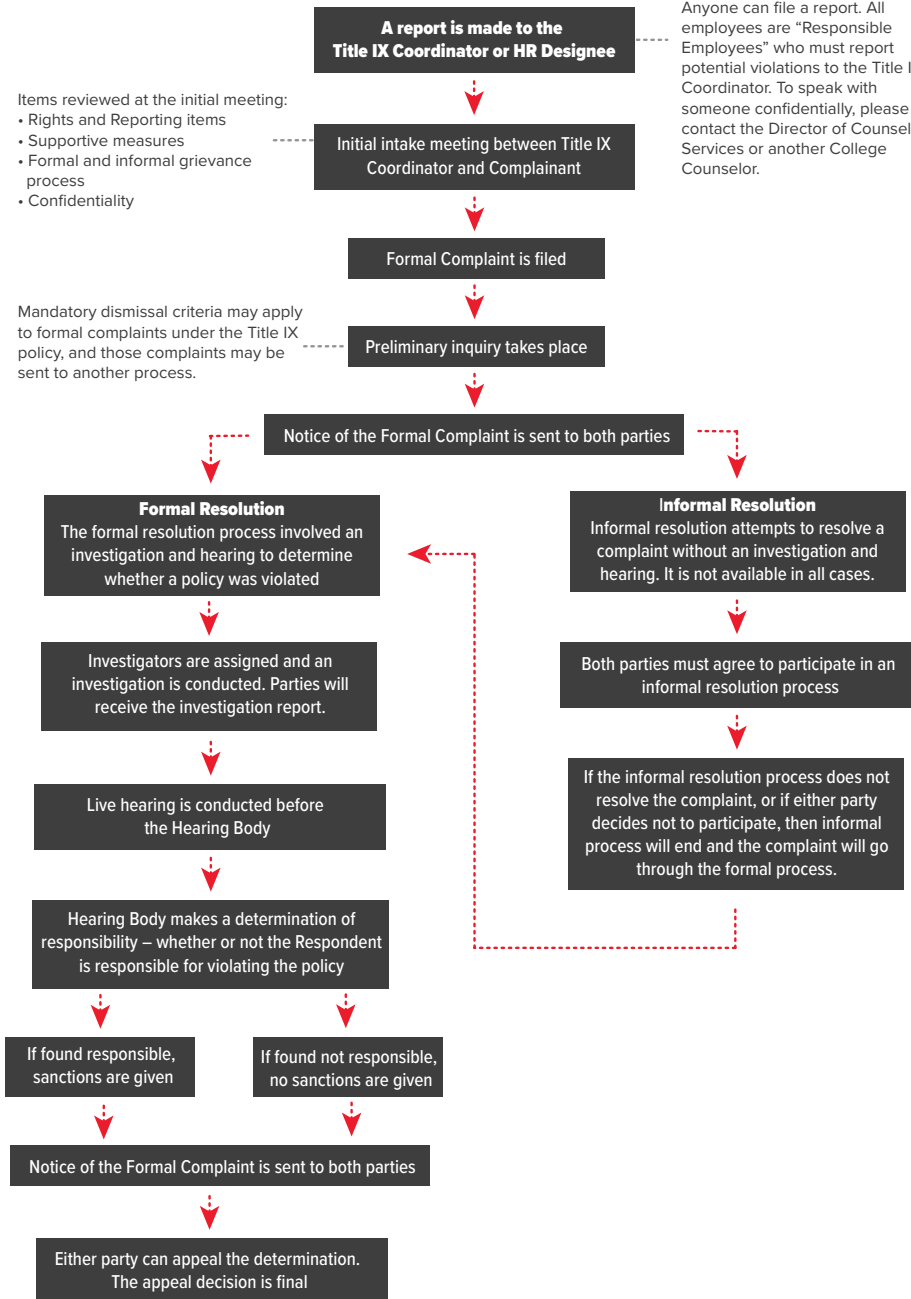 A report is made to the
Title IX Coordinator or HR Designee
Anyone can file a report. All
employees are “Responsible
Employees” who must report
potential violations to the Title I
Coordinator. To speak with
someone confidentially, please
contact the Director of Counsel
Services or another College
Counselor.
Items reviewed at the initial meeting:
• Rights and Reporting items
• Supportive measures
• Formal and informal grievance
process
• Confidentiality
Initial intake meeting between Title IX
Coordinator and Complainant
Formal Complaint is filed
Mandatory dismissal criteria may apply
to formal complaints under the Title IX
policy, and those complaints may be
sent to another process.
Preliminary inquiry takes place
Notice of the Formal Complaint is sent to both parties
Formal Resolution
The formal resolution process involved an
investigation and hearing to determine
whether a policy was violated
Investigators are assigned and an
investigation is conducted. Parties will
receive the investigation report.
Live hearing is conducted before
the Hearing Body
Hearing Body makes a determination of
responsibility – whether or not the Respondent
is responsible for violating the policy
If found responsible,
sanctions are given
If found not responsible,
no sanctions are given
Notice of the Formal Complaint is sent to both parties
Either party can appeal the determination.
The appeal decision is final
Informal Resolution
Informal resolution attempts to resolve a
complaint without an investigation and
hearing. It is not available in all cases.
Both parties must agree to participate in an
informal resolution process
If the informal resolution process does not
resolve the complaint, or if either party
decides not to participate, then informal
process will end and the complaint will go
through the formal process.